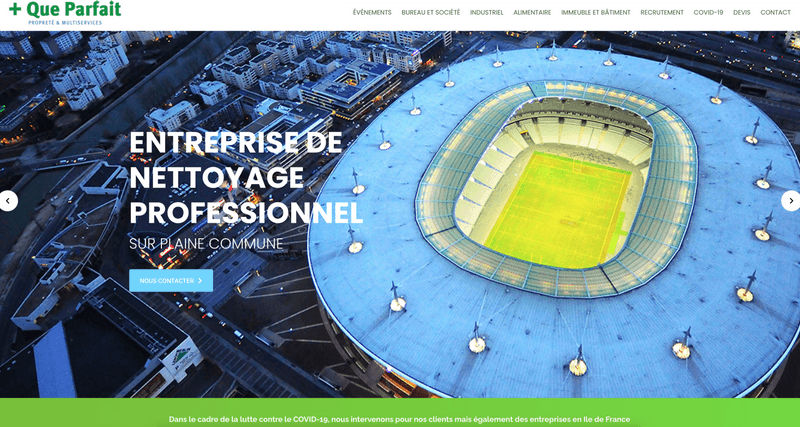 + Que Parfait
PROPRETÉ & MULTISERVICES
ÉVÉNEMENTS BUREAU ET SOCIÉTÉ INDUSTRIEL ALIMENTAIRE IMMEUBLE ET BÂTIMENT RECRUTEMENT COVID-19 DEVIS CONTACT
ENTREPRISE DE
NETTOYAGE
PROFESSIONNEL
SUR PLAINE COMMUNE
NOUS CONTACTER
Dans le cadre de la lutte contre le COVID-19, nous intervenons pour nos clients mais également des entreprises en Ile de France